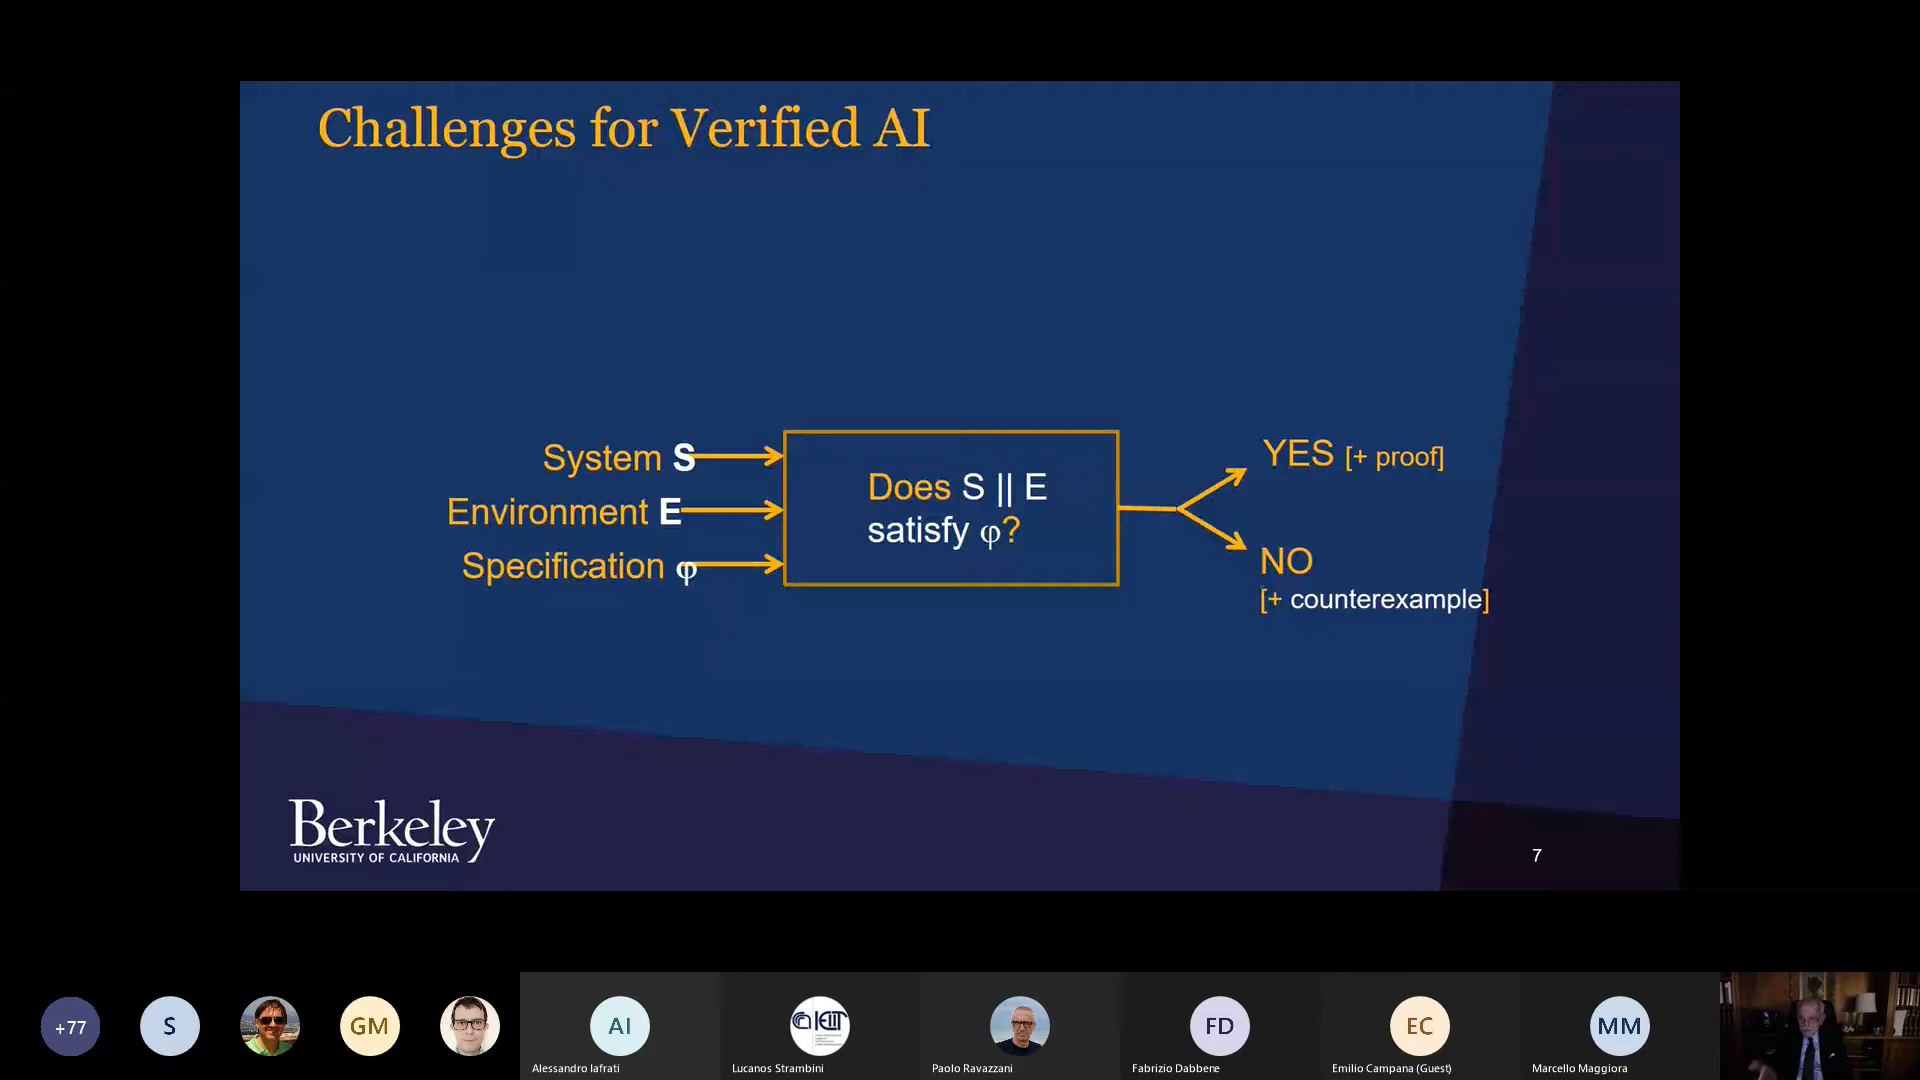 Challenges for Verified AI
System S
Environment E
Specification φ
Does S || E
satisfy φ?
YES [+ proof]
NO
[+ counterexample]
Berkeley
UNIVERSITY OF CALIFORNIA
7
+77
S
GM
AI
Alessandro Iafrati
IEIIT
Lucanos Strambini
Paolo Ravazzani
FD
Fabrizio Dabbene
EC
Emilio Campana (Guest)
MM
Marcello Maggiora